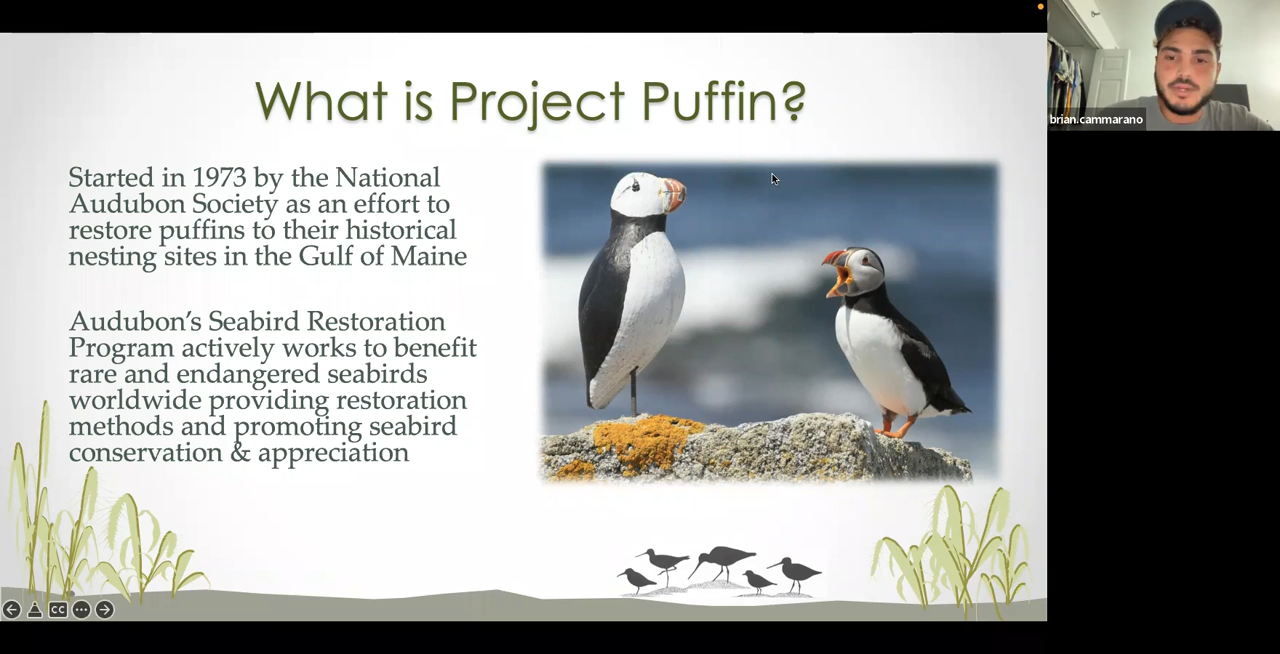 What is Project Puffin?
Started in 1973 by the National
Audubon Society as an effort to
restore puffins to their historical
nesting sites in the Gulf of Maine
Audubon's Seabird Restoration
Program actively works to benefit
rare and endangered seabirds
worldwide providing restoration
methods and promoting seabird
conservation & appreciation
brian.cammarano
CC